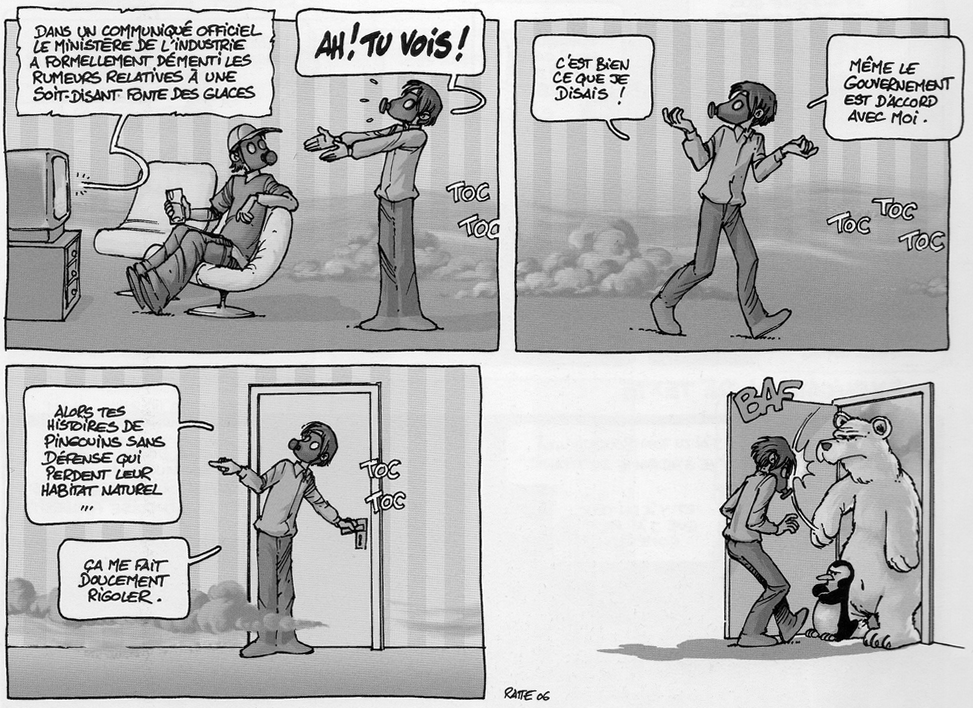 DANS UN COMMUNIQUÉ OFFICIEL
LE MINISTÈRE DE L'INDUSTRIE
A FORMELLEMENT DÉMENTI LES
RUMEURS RELATIVES À UNE
SOIT-DISANT FONTE DES GLACES
AH! TU VOIS!
TOC
TOC
C'EST BIEN
CE QUE JE
DISAIS !
MÊME LE
GOUVERNEMENT
EST D'ACCORD
AVEC MOI.
TOC
TOC
TOC
ALORS TES
HISTOIRES DE
PINGOUINS SANS
DÉFENSE QUI
PERDENT LEUR
HABITAT NATUREL
...
ÇA ME FAIT
DOUCEMENT
RIGOLER.
TOC
TOC
BAF
RATTE 06